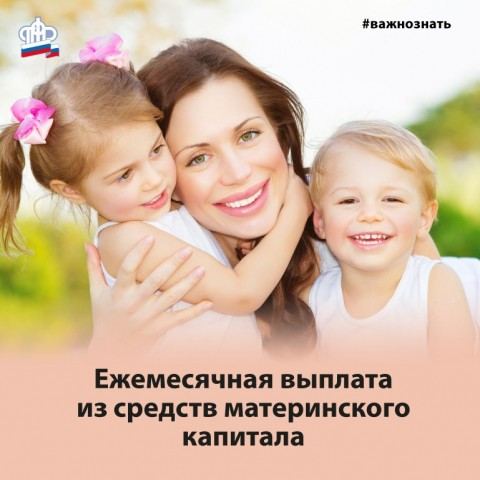 #важнознать
Ежемесячная выплата
из средств материнского
капитала